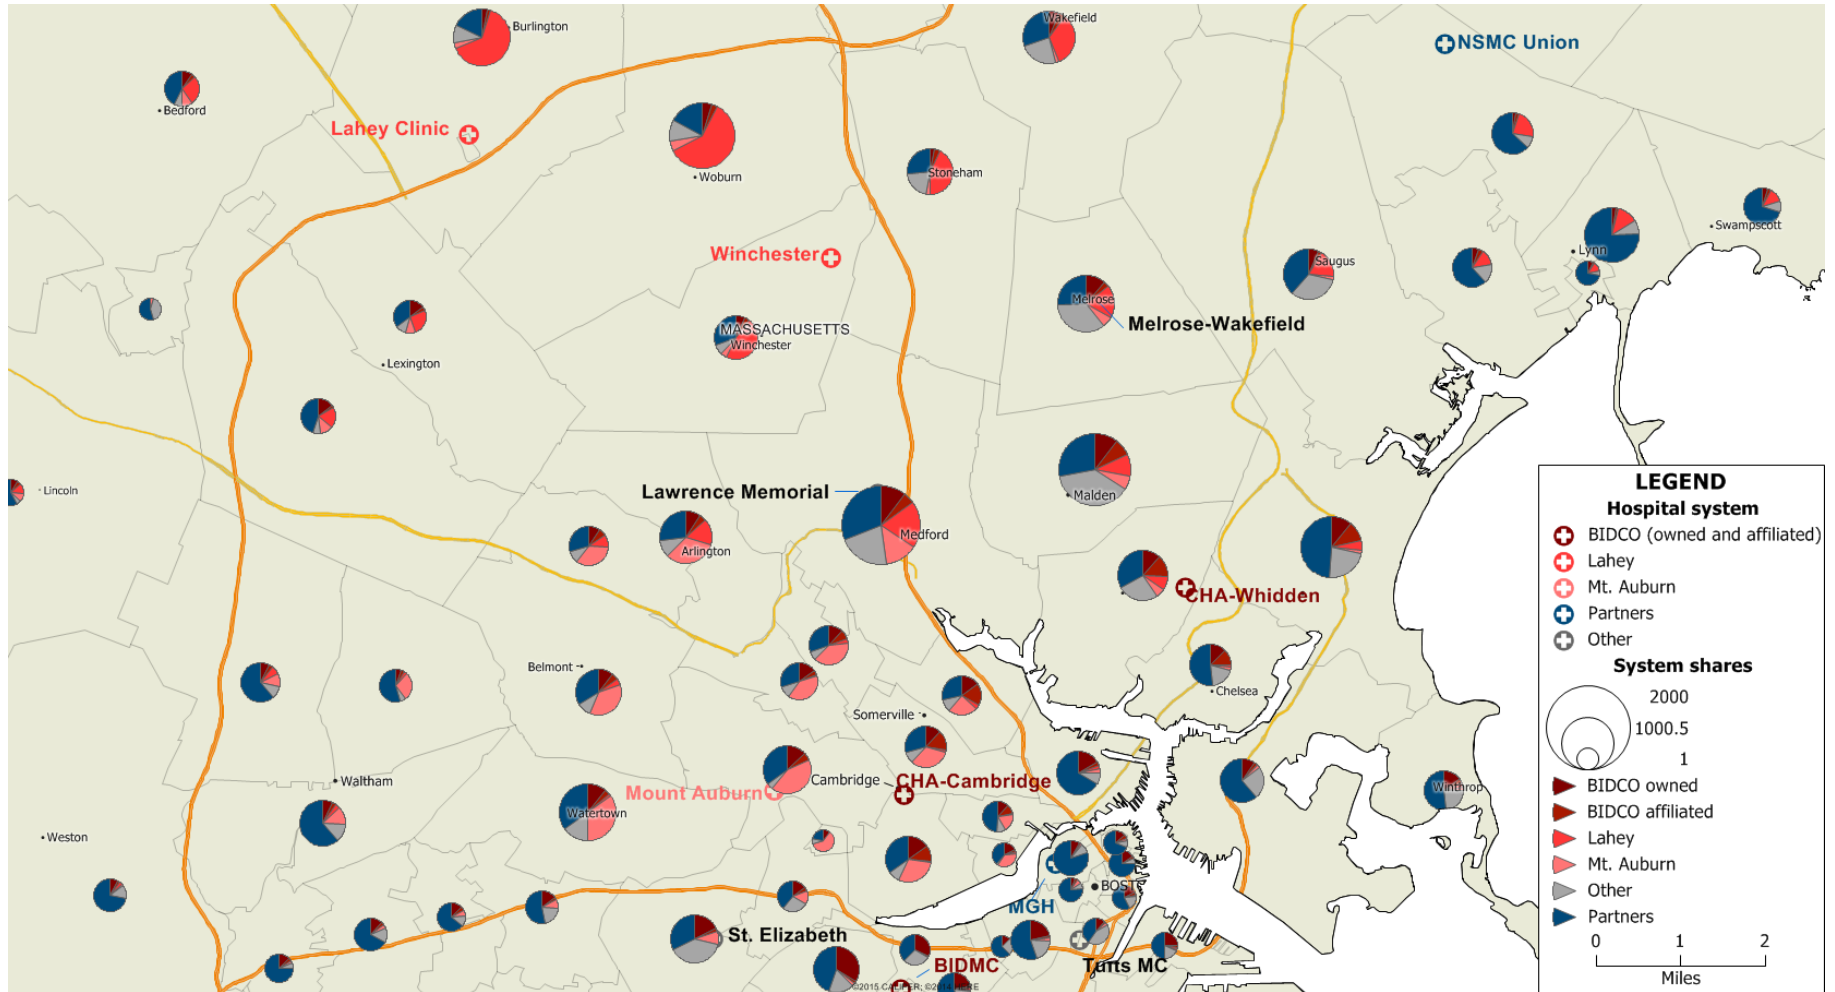 Burlington
Wakefield
NSMC Union
Bedford
Lahey Clinic
Woburn
Stoneham
Swampscott
Lynn
Winchester
Saugus
Melrose
MASSACHUSETTS
Winchester
Melrose-Wakefield
Lexington
Lincoln
Lawrence Memorial
Malden
Medford
Arlington
CHA-Whidden
Belmont
Chelsea
Somerville
Waltham
Cambridge
CHA-Cambridge
Mount Auburn
Watertown
Winthrop
Weston
BOST
MGH
St. Elizabeth
Tufts MC
BIDMC
©2015 CALIPER; ©2014 HERE
LEGEND
Hospital system
BIDCO (owned and affiliated)
Lahey
Mt. Auburn
Partners
Other
System shares
2000
1000.5
1
BIDCO owned
BIDCO affiliated
Lahey
Mt. Auburn
Other
Partners
0 1 2
Miles